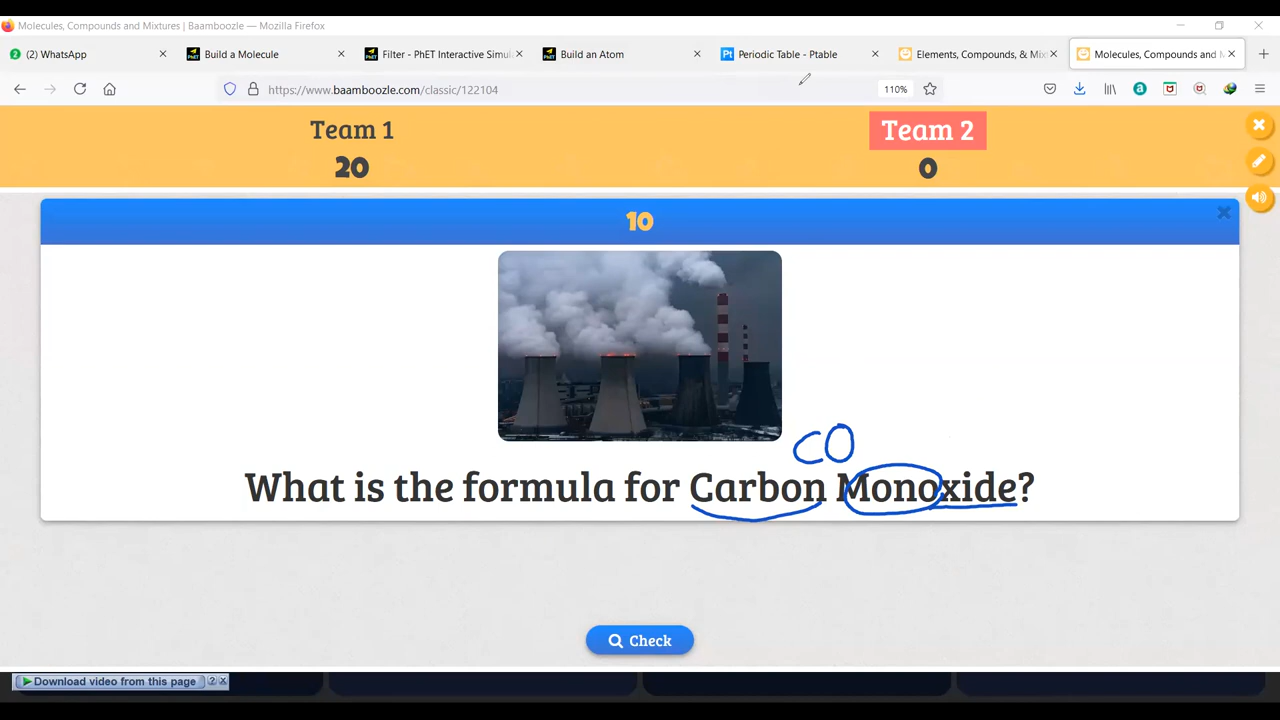 Molecules, Compounds and Mixtures | Baamboozle — Mozilla Firefox
(2) WhatsApp
Build a Molecule
Filter - PhET Interactive Simula
Build an Atom
Pt Periodic Table - Ptable
Elements, Compounds, & Mix
Molecules, Compounds and M
https://www.baamboozle.com/classic/122104
110%
Team 1
20
Team 2
0
10
CO
What is the formula for Carbon Monoxide?
Check
Download video from this page ?